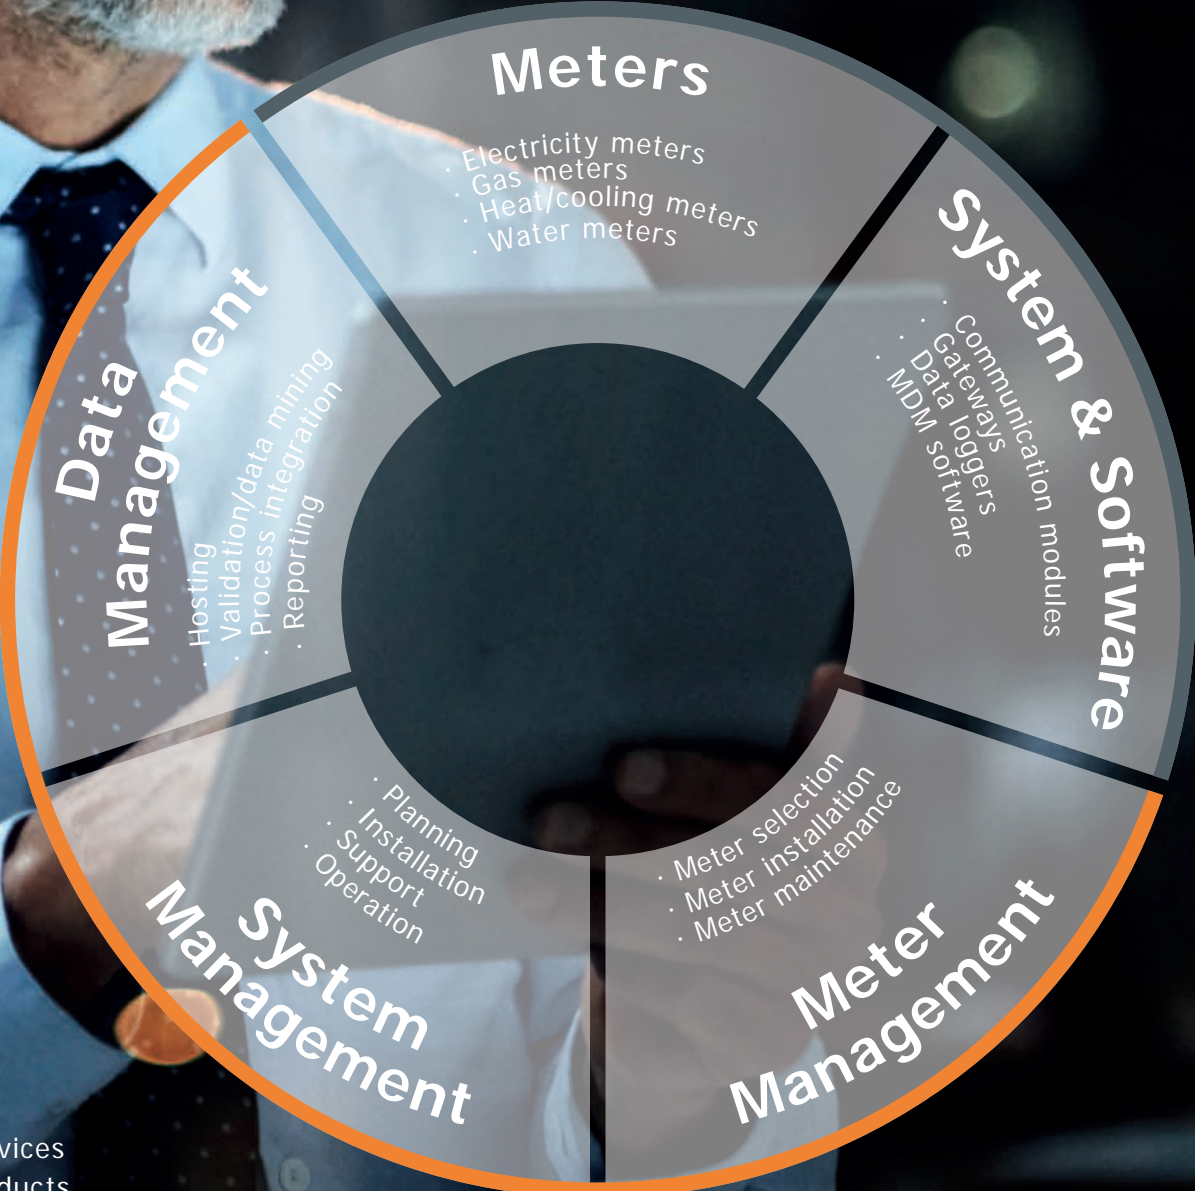 Meters
· Electricity meters
· Gas meters
· Heat/cooling meters
· Water meters
System & Software
· Communication modules
· Gateways
· Data loggers
· MDM software
Meter
Management
· Meter selection
· Meter installation
· Meter maintenance
System
Management
· Planning
· Installation
· Support
· Operation
Data
Management
· Hosting
· Validation/data mining
· Process integration
· Reporting
vices
ducts